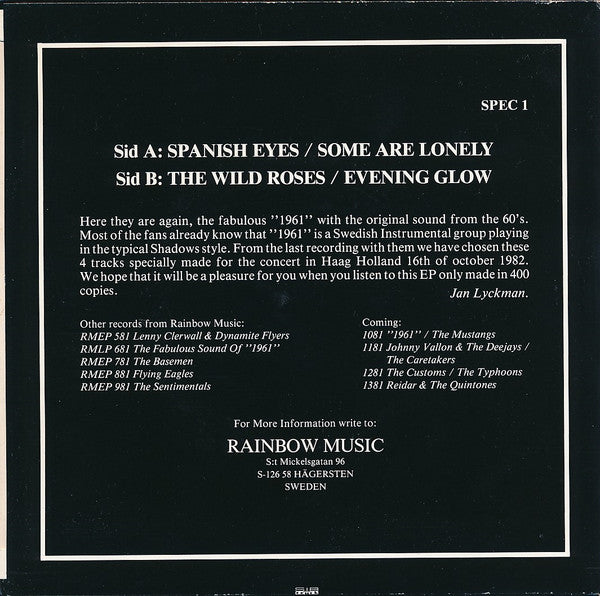 SPEC 1
Sid A: SPANISH EYES / SOME ARE LONELY
Sid B: THE WILD ROSES / EVENING GLOW
Here they are again, the fabulous ''1961'' with the original sound from the 60's.
Most of the fans already know that ''1961'' is a Swedish Instrumental group playing
in the typical Shadows style. From the last recording with them we have chosen these
4 tracks specially made for the concert in Haag Holland 16th of october 1982.
We hope that it will be a pleasure for you when you listen to this EP only made in 400
copies.
Jan Lyckman.
Other records from Rainbow Music:
RMEP 581 Lenny Clerwall & Dynamite Flyers
RMLP 681 The Fabulous Sound Of ''1961''
RMEP 781 The Basemen
RMEP 881 Flying Eagles
RMEP 981 The Sentimentals
Coming:
1081 ''1961'' / The Mustangs
1181 Johnny Vallon & The Deejays /
The Caretakers
1281 The Customs / The Typhoons
1381 Reidar & The Quintones
For More Information write to:
RAINBOW MUSIC
S:t Mickelsgatan 96
S-126 58 HÄGERSTEN
SWEDEN